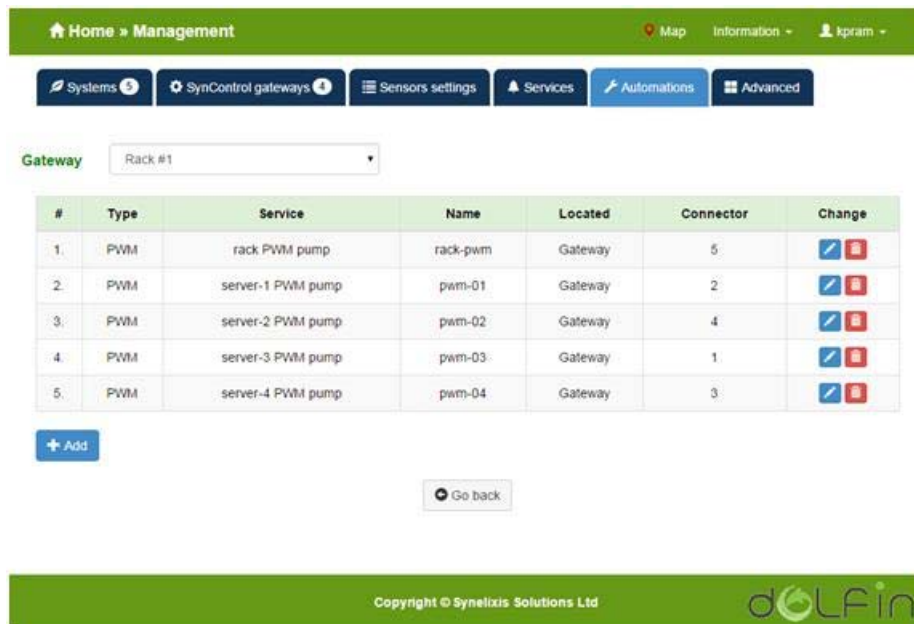 Home » Management Map Information kpram
Systems 5 SynControl gateways 4 Sensors settings Services Automations Advanced
Gateway Rack #1
# Type Service Name Located Connector Change
1. PWM rack PWM pump rack-pwm Gateway 5
2. PWM server-1 PWM pump pwm-01 Gateway 2
3. PWM server-2 PWM pump pwm-02 Gateway 4
4. PWM server-3 PWM pump pwm-03 Gateway 1
5. PWM server-4 PWM pump pwm-04 Gateway 3
+ Add
Go back
Copyright © Synelixis Solutions Ltd dOLFin